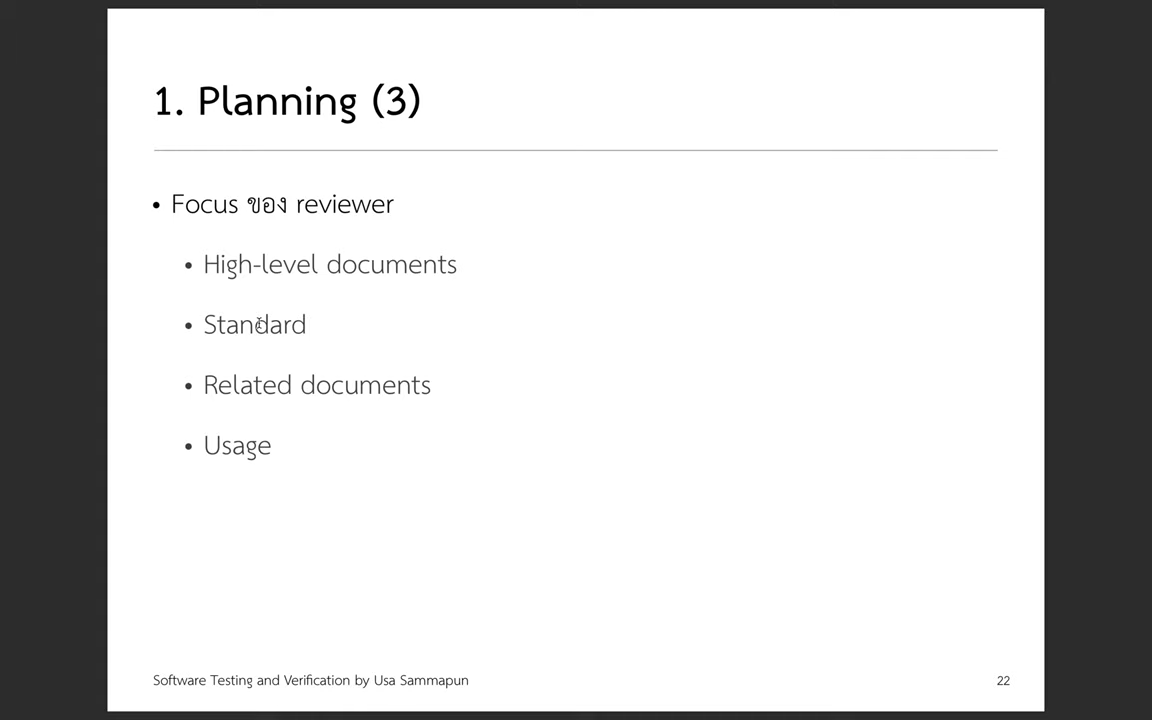 1. Planning (3)
• Focus ของ reviewer
• High-level documents
• Standard
• Related documents
• Usage
Software Testing and Verification by Usa Sammapun
22